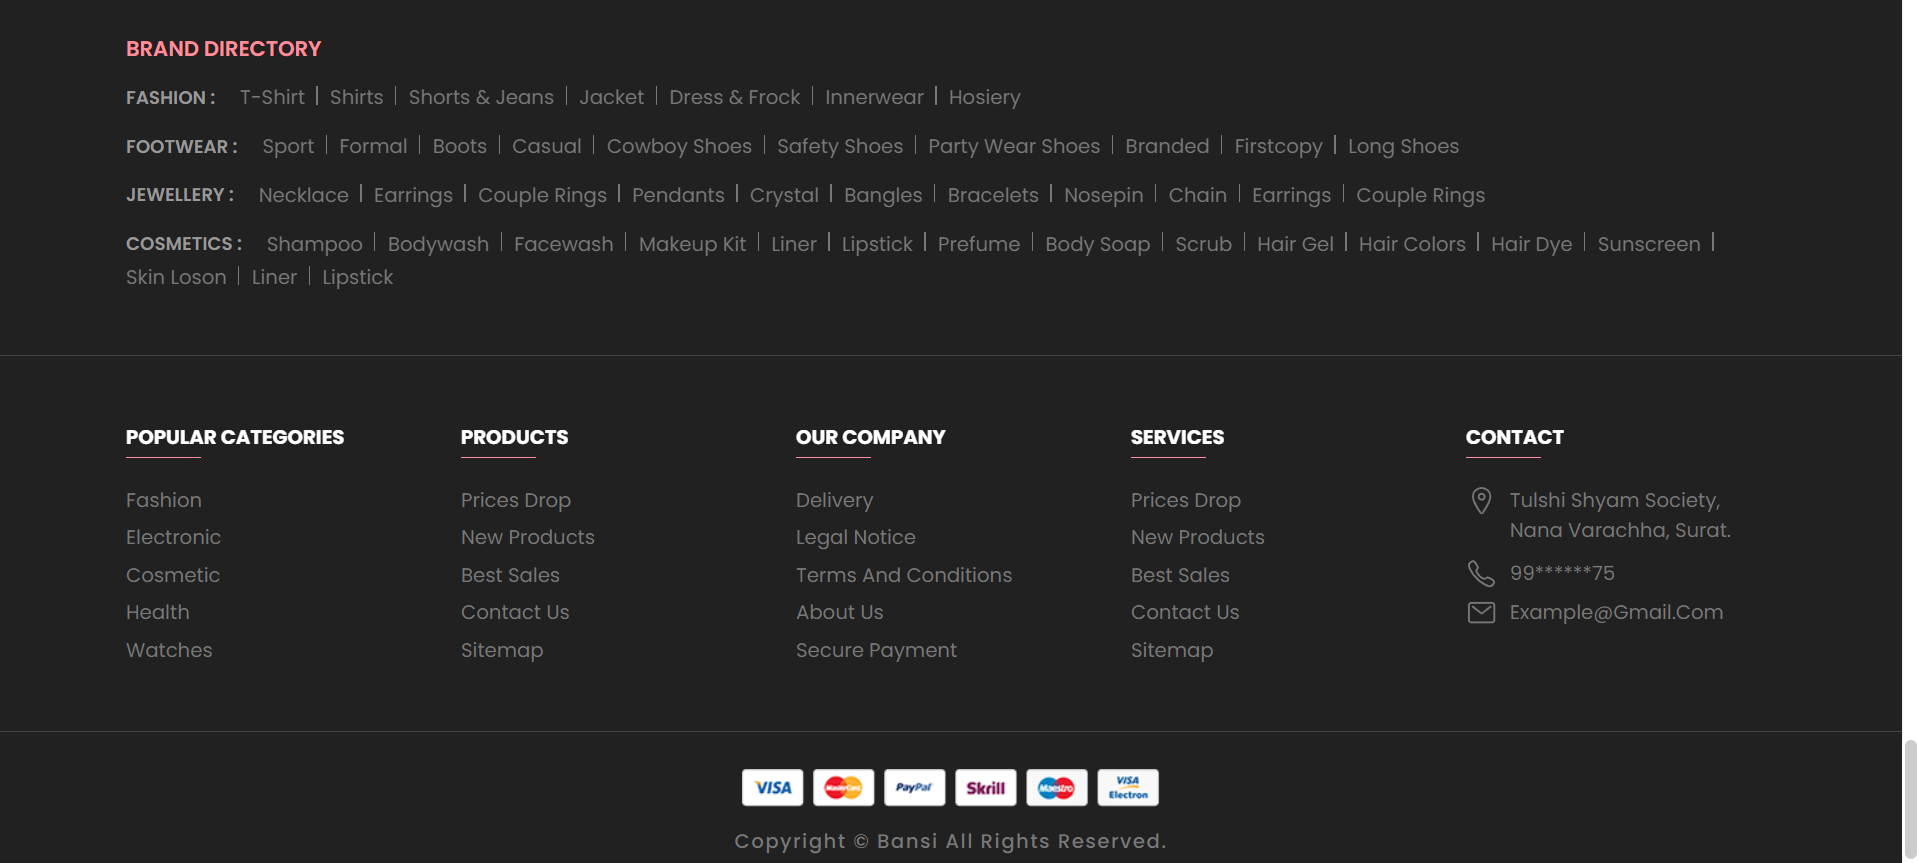 BRAND DIRECTORY
FASHION : T-Shirt | Shirts | Shorts & Jeans | Jacket | Dress & Frock | Innerwear | Hosiery
FOOTWEAR : Sport | Formal | Boots | Casual | Cowboy Shoes | Safety Shoes | Party Wear Shoes | Branded | Firstcopy | Long Shoes
JEWELLERY : Necklace | Earrings | Couple Rings | Pendants | Crystal | Bangles | Bracelets | Nosepin | Chain | Earrings | Couple Rings
COSMETICS : Shampoo | Bodywash | Facewash | Makeup Kit | Liner | Lipstick | Prefume | Body Soap | Scrub | Hair Gel | Hair Colors | Hair Dye | Sunscreen |
Skin Loson | Liner | Lipstick
POPULAR CATEGORIES
Fashion
Electronic
Cosmetic
Health
Watches
PRODUCTS
Prices Drop
New Products
Best Sales
Contact Us
Sitemap
OUR COMPANY
Delivery
Legal Notice
Terms And Conditions
About Us
Secure Payment
SERVICES
Prices Drop
New Products
Best Sales
Contact Us
Sitemap
CONTACT
Tulshi Shyam Society,
Nana Varachha, Surat.
99******75
Example@Gmail.Com
VISA MasterCard PayPal Skrill Maestro VISA
Electron
Copyright © Bansi All Rights Reserved.